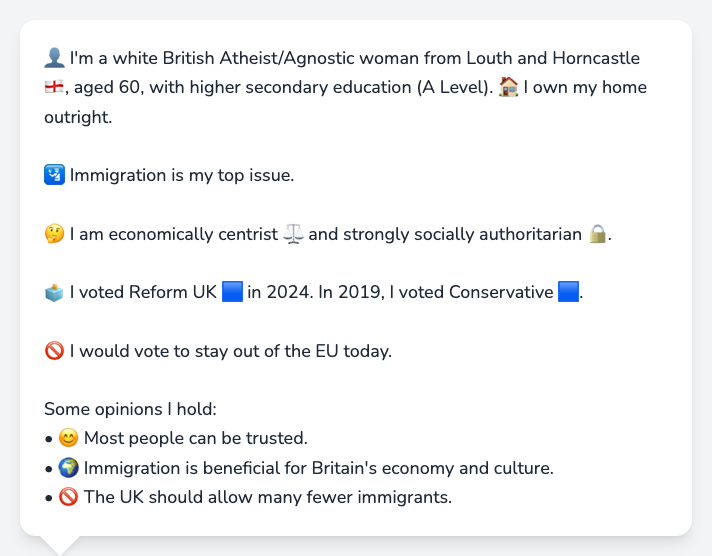 👤 I'm a white British Atheist/Agnostic woman from Louth and Horncastle
🏴󠁧󠁢󠁥󠁮󠁧󠁿, aged 60, with higher secondary education (A Level). 🏠 I own my home
outright.
🛂 Immigration is my top issue.
🤔 I am economically centrist ⚖️ and strongly socially authoritarian 🔒.
🗳️ I voted Reform UK 🟦 in 2024. In 2019, I voted Conservative 🟦.
🚫 I would vote to stay out of the EU today.
Some opinions I hold:
• 😊 Most people can be trusted.
• 🌍 Immigration is beneficial for Britain's economy and culture.
• 🚫 The UK should allow many fewer immigrants.